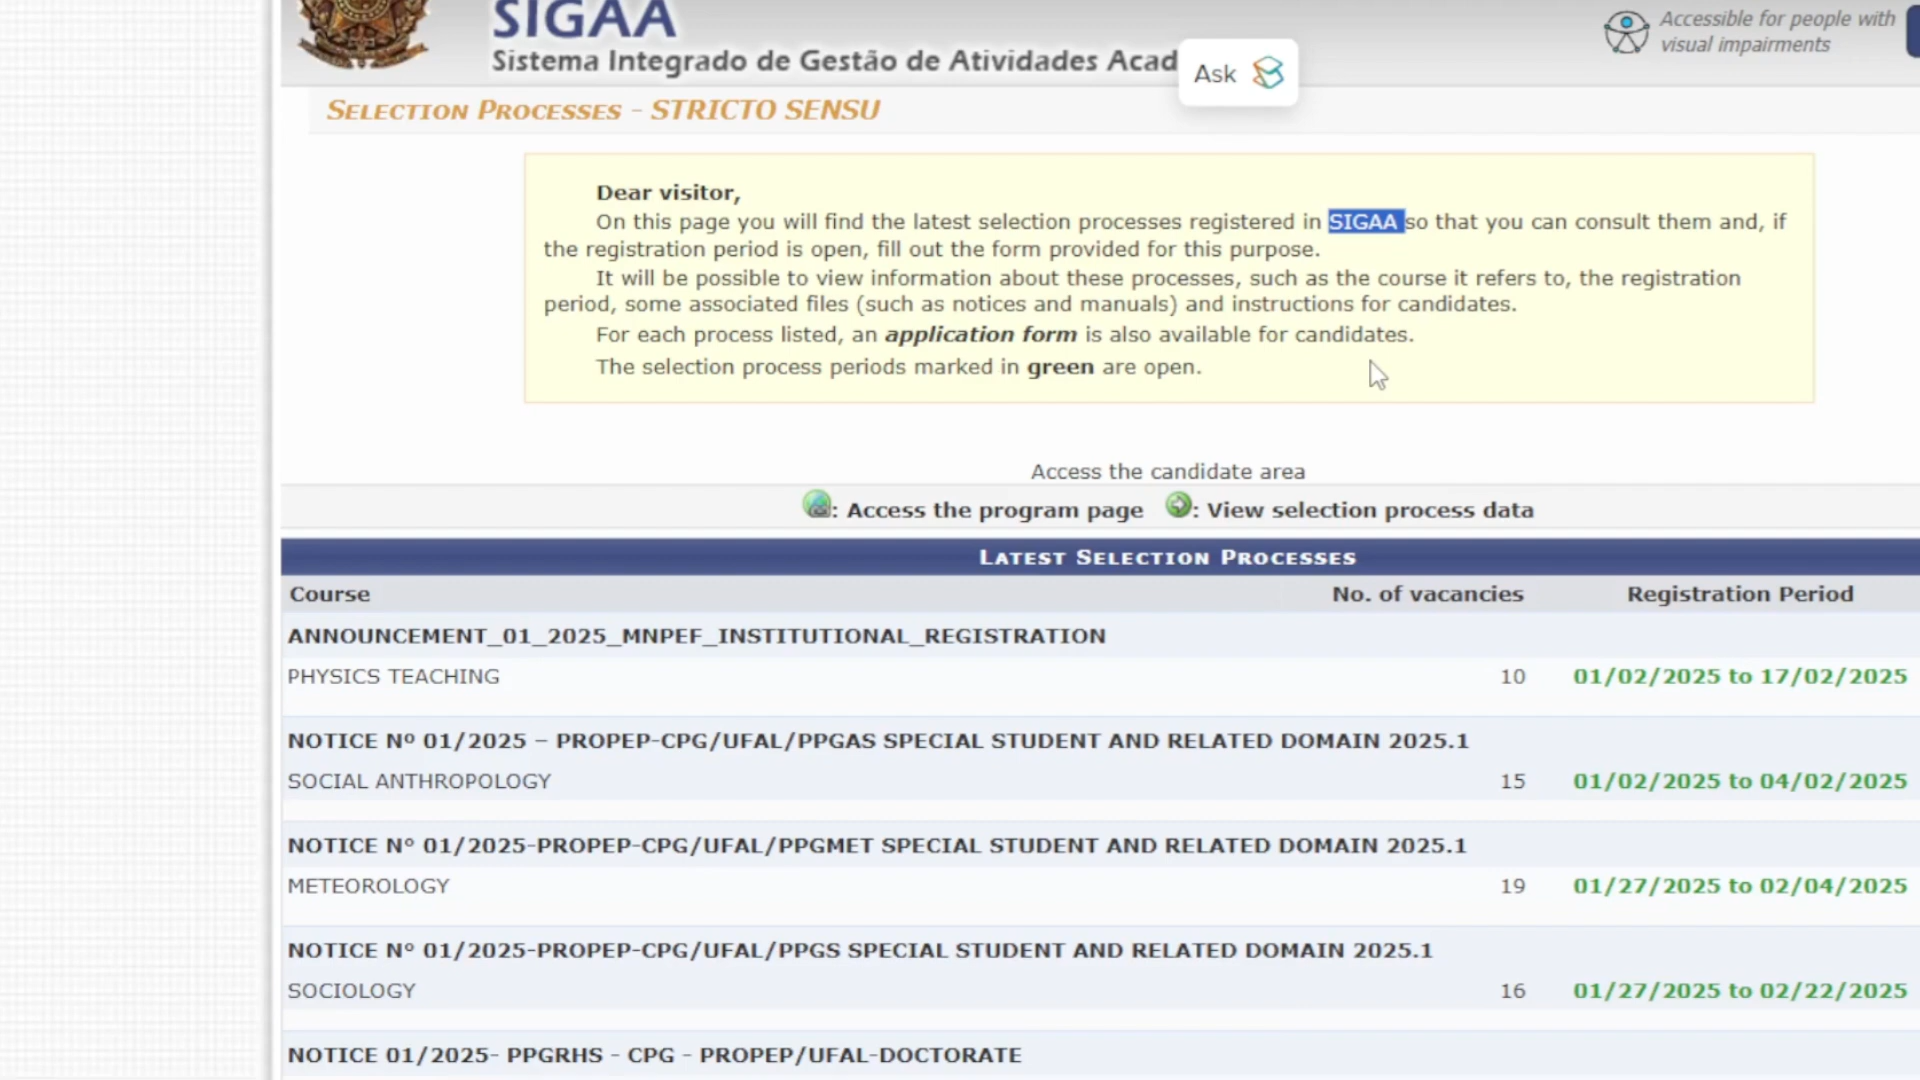 SIGAA
Accessible for people with
visual impairments
Sistema Integrado de Gestão de Atividades Acad
Ask
SELECTION PROCESSES - STRICTO SENSU
Dear visitor,
On this page you will find the latest selection processes registered in SIGAA so that you can consult them and, if
the registration period is open, fill out the form provided for this purpose.
It will be possible to view information about these processes, such as the course it refers to, the registration
period, some associated files (such as notices and manuals) and instructions for candidates.
For each process listed, an application form is also available for candidates.
The selection process periods marked in green are open.
Access the candidate area
: Access the program page : View selection process data
LATEST SELECTION PROCESSES
Course No. of vacancies Registration Period
ANNOUNCEMENT_01_2025_MNPEF_INSTITUTIONAL_REGISTRATION
PHYSICS TEACHING 10 01/02/2025 to 17/02/2025
NOTICE Nº 01/2025 – PROPEP-CPG/UFAL/PPGAS SPECIAL STUDENT AND RELATED DOMAIN 2025.1
SOCIAL ANTHROPOLOGY 15 01/02/2025 to 04/02/2025
NOTICE N° 01/2025-PROPEP-CPG/UFAL/PPGMET SPECIAL STUDENT AND RELATED DOMAIN 2025.1
METEOROLOGY 19 01/27/2025 to 02/04/2025
NOTICE N° 01/2025-PROPEP-CPG/UFAL/PPGS SPECIAL STUDENT AND RELATED DOMAIN 2025.1
SOCIOLOGY 16 01/27/2025 to 02/22/2025
NOTICE 01/2025- PPGRHS - CPG - PROPEP/UFAL-DOCTORATE